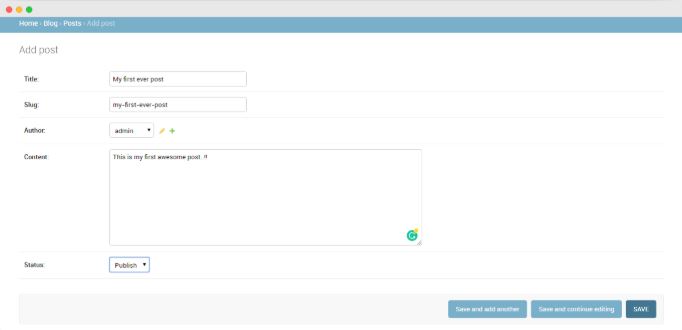 Home › Blog › Posts › Add post
Add post
Title: My first ever post
Slug: my-first-ever-post
Author: admin
Content: This is my first awesome post. !!
Status: Publish
Save and add another Save and continue editing SAVE